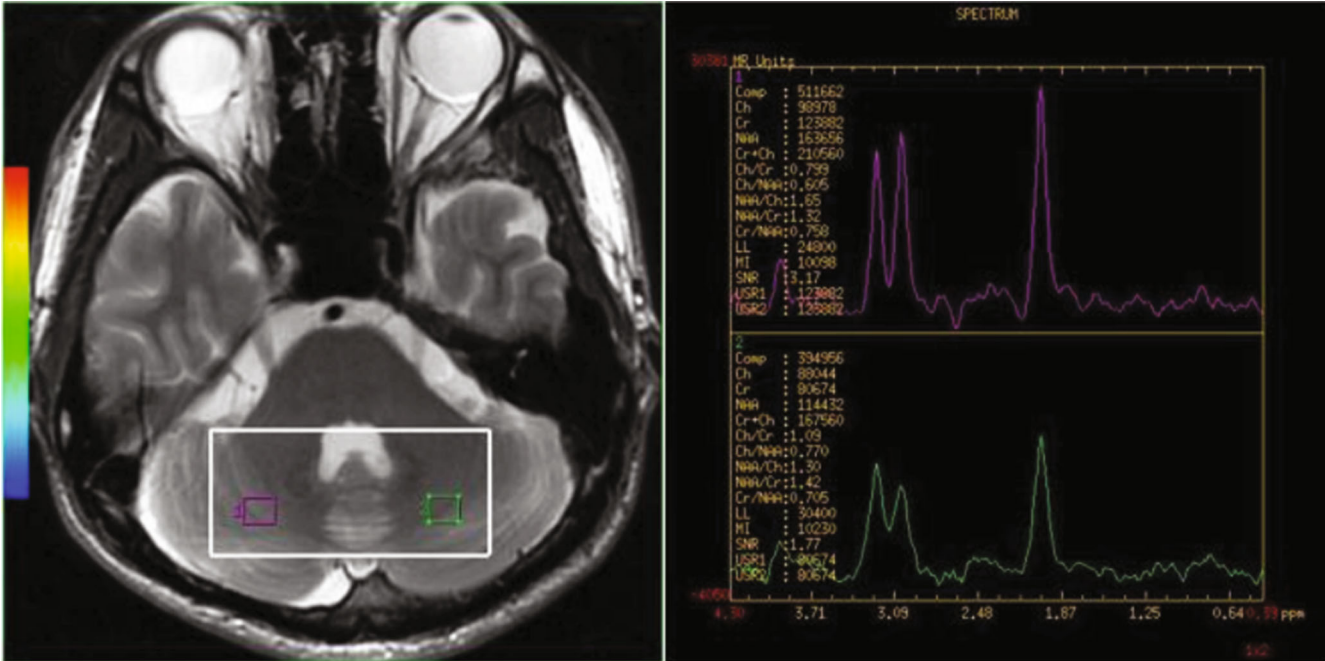 SPECTRUM
30381 MR Units
1
Comp : 511662
Ch : 98978
Cr : 123882
NAA : 163656
Cr+Ch : 210560
Ch/Cr :0.799
Ch/NAA:0.605
NAA/Ch:1.65
NAA/Cr:1.32
Cr/NAA:0.758
LL : 24800
MI : 10098
SNR :3.17
USR1 : 123882
USR2 : 123882
2
Comp : 394956
Ch : 88044
Cr : 80674
NAA : 114432
Cr+Ch : 167560
Ch/Cr :1.09
Ch/NAA:0.770
NAA/Ch:1.30
NAA/Cr:1.42
Cr/NAA:0.705
LL : 30400
MI : 10230
SNR :1.77
USR1 : 80674
USR2 : 80674
4.30 3.71 3.09 2.48 1.87 1.25 0.64 0.39 ppm
1x2
1